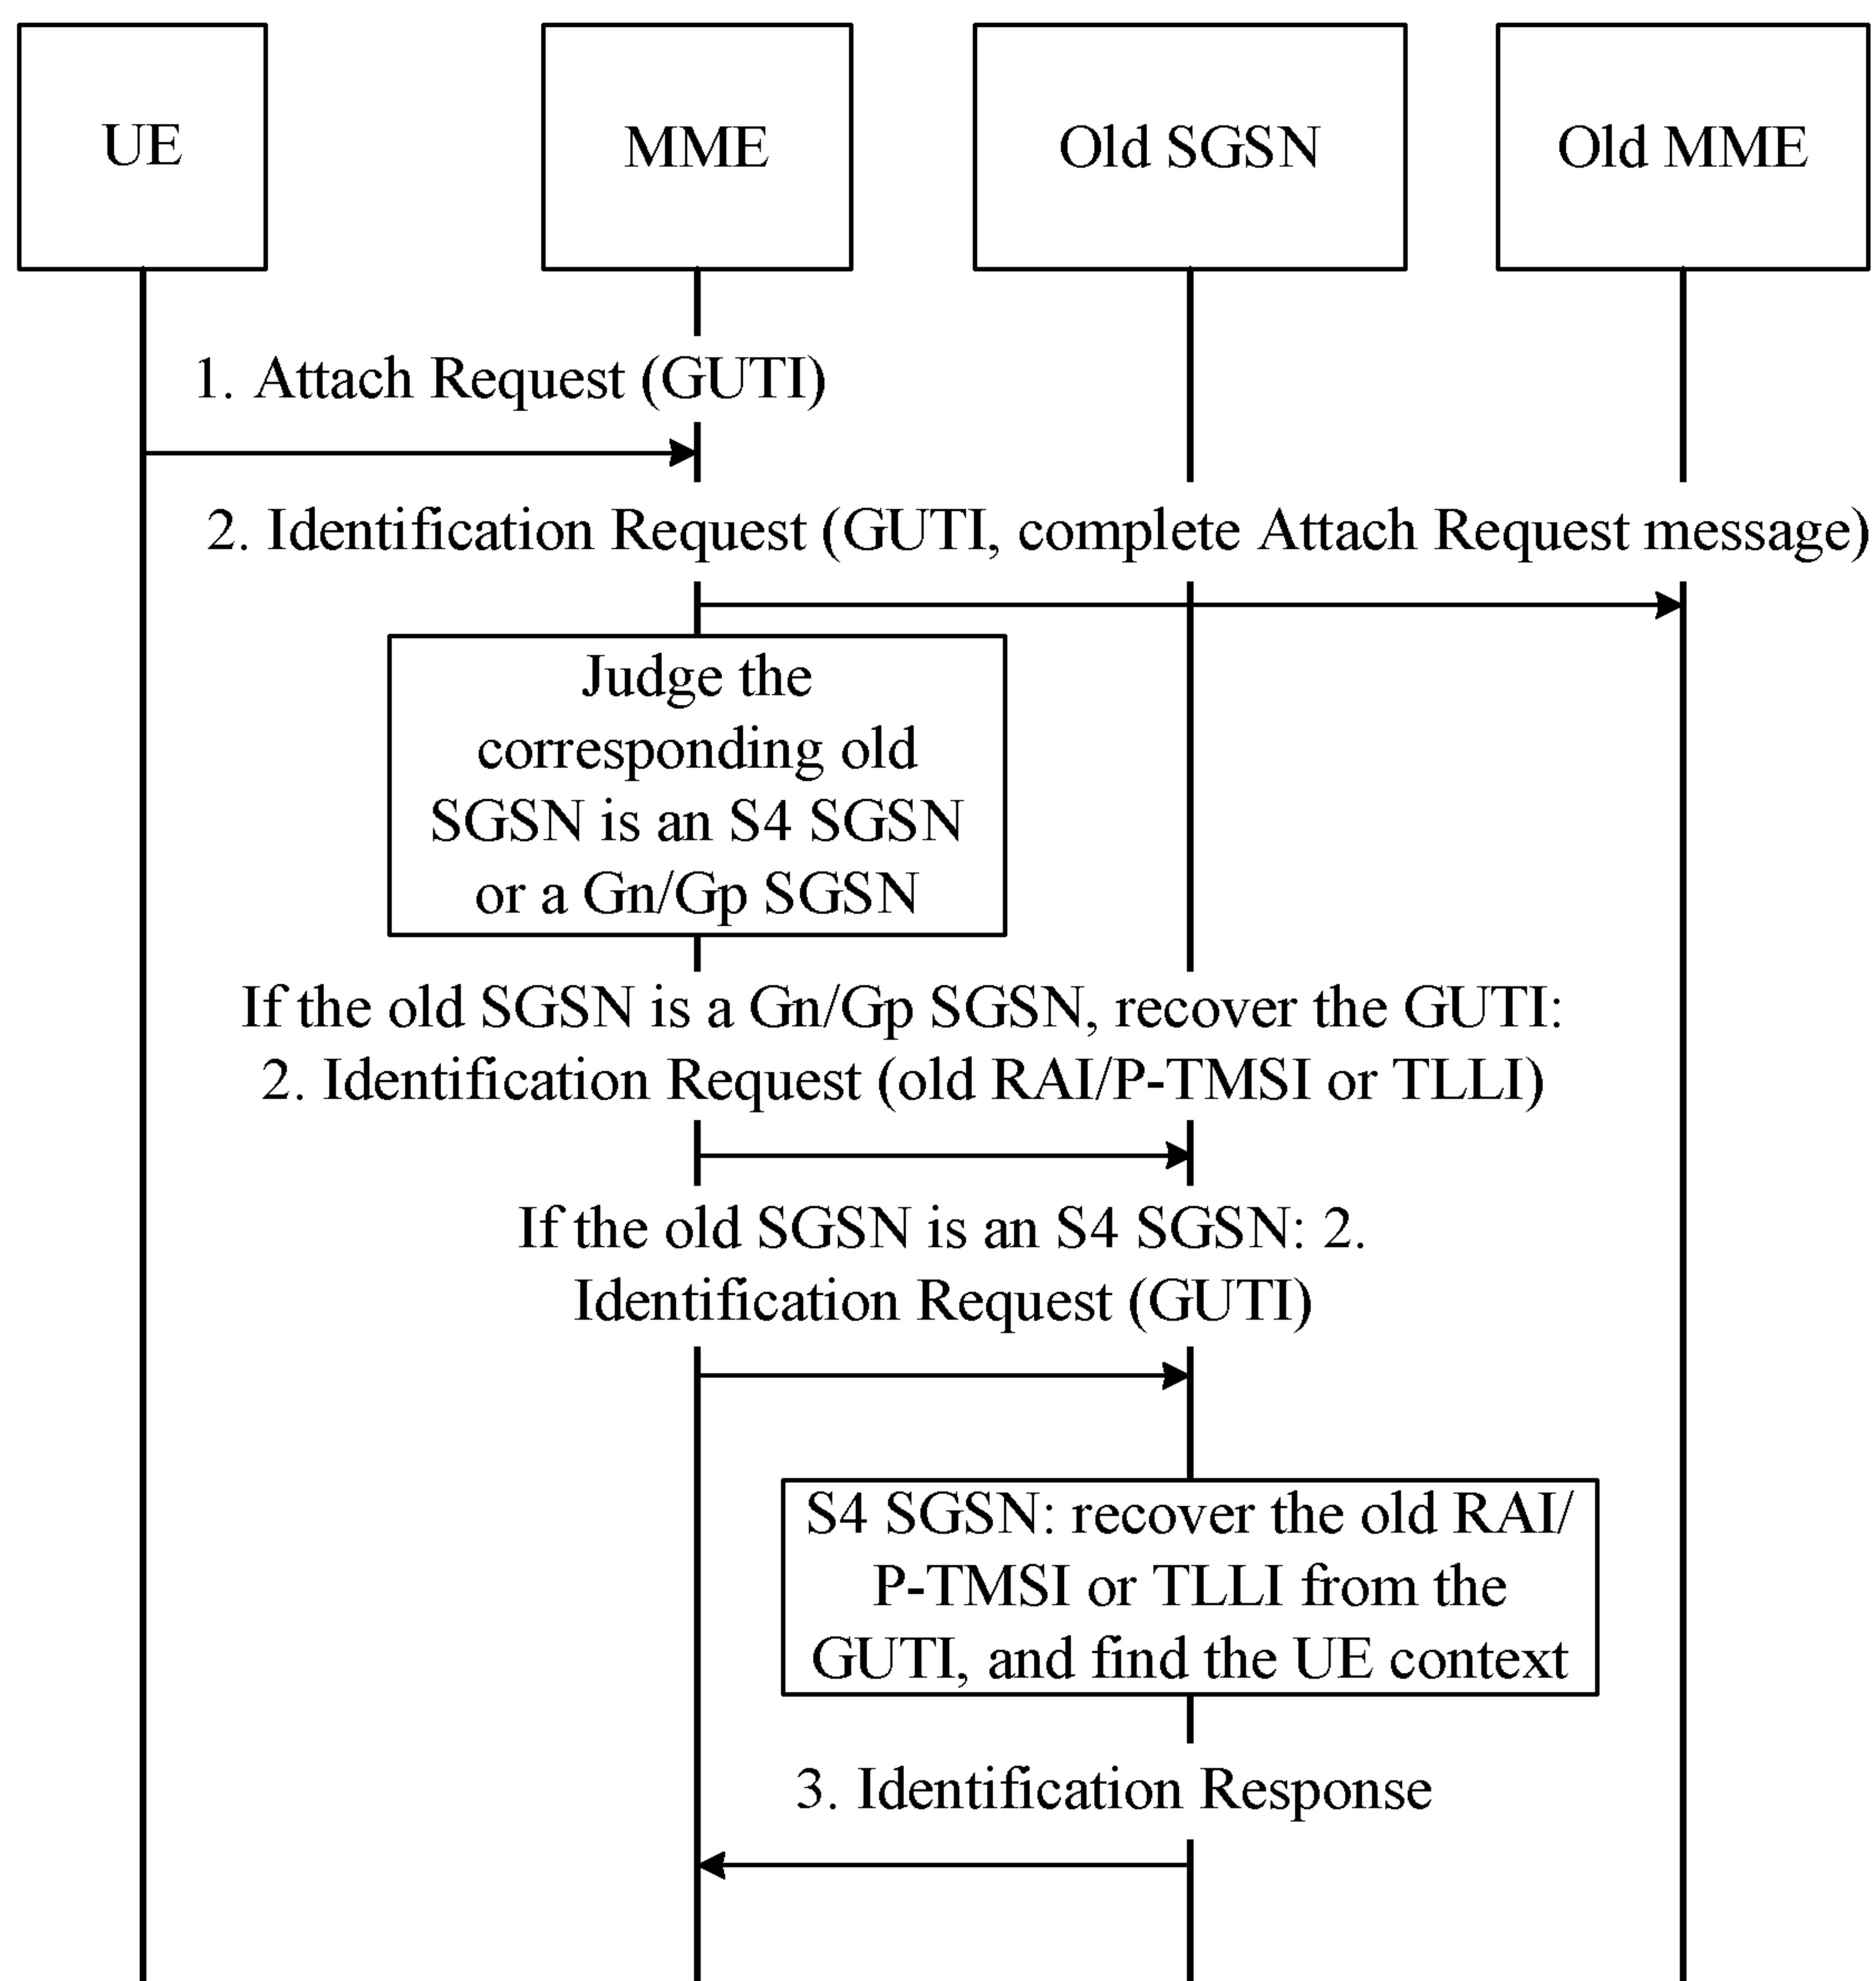 UE
MME
Old SGSN
Old MME
1. Attach Request (GUTI)
2. Identification Request (GUTI, complete Attach Request message)
Judge the
corresponding old
SGSN is an S4 SGSN
or a Gn/Gp SGSN
If the old SGSN is a Gn/Gp SGSN, recover the GUTI:
2. Identification Request (old RAI/P-TMSI or TLLI)
If the old SGSN is an S4 SGSN: 2.
Identification Request (GUTI)
S4 SGSN: recover the old RAI/
P-TMSI or TLLI from the
GUTI, and find the UE context
3. Identification Response